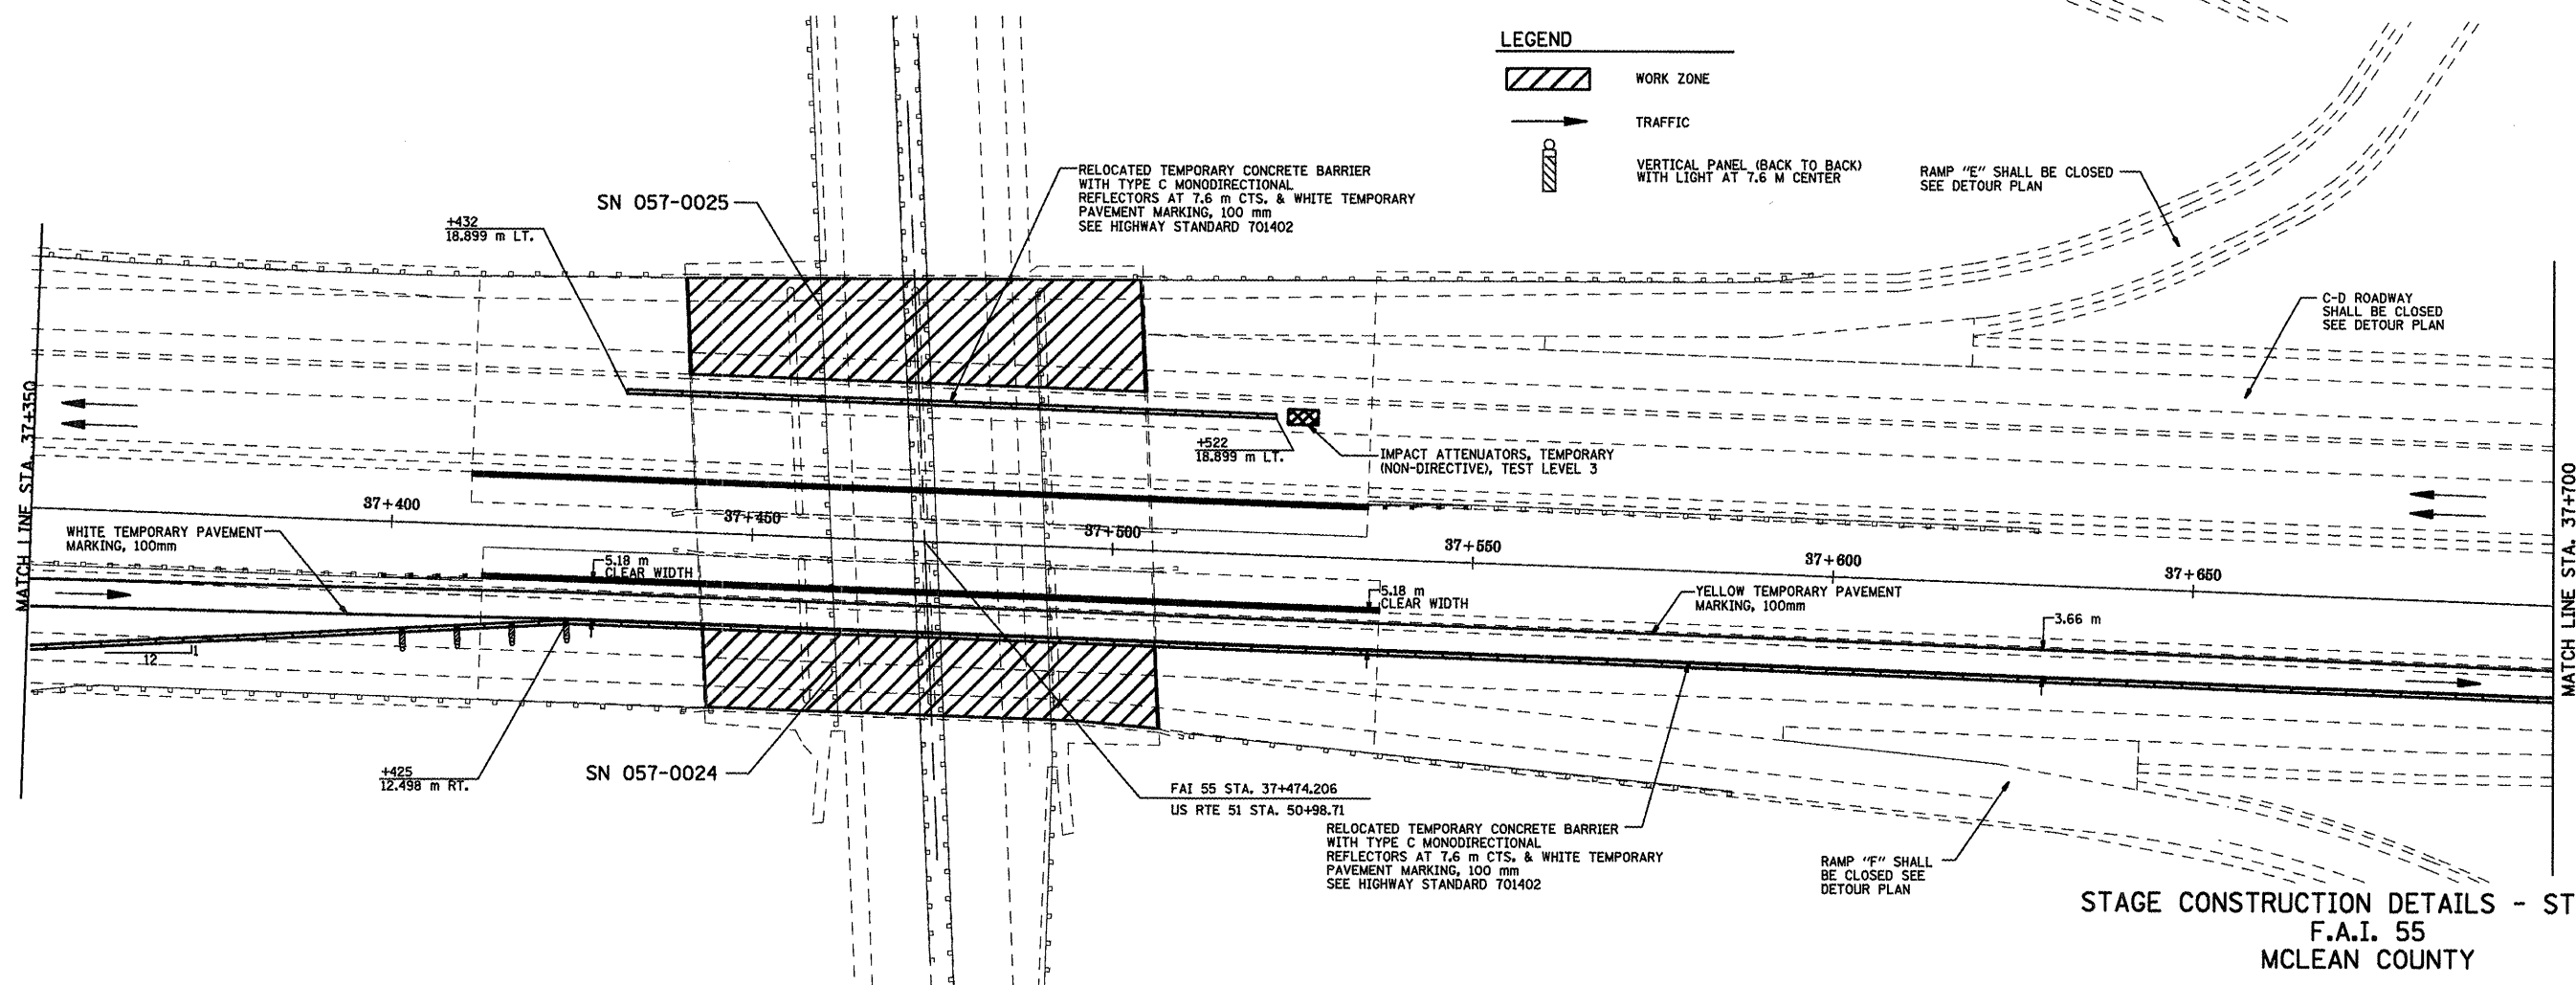 LEGEND
WORK ZONE
TRAFFIC
VERTICAL PANEL (BACK TO BACK)
WITH LIGHT AT 7.6 M CENTER
RAMP "E" SHALL BE CLOSED
SEE DETOUR PLAN
RELOCATED TEMPORARY CONCRETE BARRIER
WITH TYPE C MONODIRECTIONAL
REFLECTORS AT 7.6 m CTS. & WHITE TEMPORARY
PAVEMENT MARKING, 100 mm
SEE HIGHWAY STANDARD 701402
SN 057-0025
+432
18.899 m LT.
C-D ROADWAY
SHALL BE CLOSED
SEE DETOUR PLAN
MATCH LINE STA. 37+350
+522
18.899 m LT.
IMPACT ATTENUATORS, TEMPORARY
(NON-DIRECTIVE), TEST LEVEL 3
MATCH LINE STA. 37+700
37+400
37+450
37+500
37+550
37+600
37+650
WHITE TEMPORARY PAVEMENT
MARKING, 100mm
5.18 m
CLEAR WIDTH
5.18 m
CLEAR WIDTH
YELLOW TEMPORARY PAVEMENT
MARKING, 100mm
3.66 m
12
1
+425
12.498 m RT.
SN 057-0024
FAI 55 STA. 37+474.206
US RTE 51 STA. 50+98.71
RELOCATED TEMPORARY CONCRETE BARRIER
WITH TYPE C MONODIRECTIONAL
REFLECTORS AT 7.6 m CTS. & WHITE TEMPORARY
PAVEMENT MARKING, 100 mm
SEE HIGHWAY STANDARD 701402
RAMP "F" SHALL
BE CLOSED SEE
DETOUR PLAN
STAGE CONSTRUCTION DETAILS - ST
F.A.I. 55
MCLEAN COUNTY